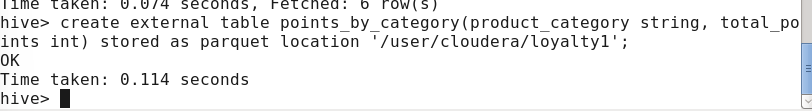 Time taken: 0.074 seconds, Fetched: 6 row(s)
hive> create external table points_by_category(product_category string, total_po
ints int) stored as parquet location '/user/cloudera/loyalty1';
OK
Time taken: 0.114 seconds
hive>